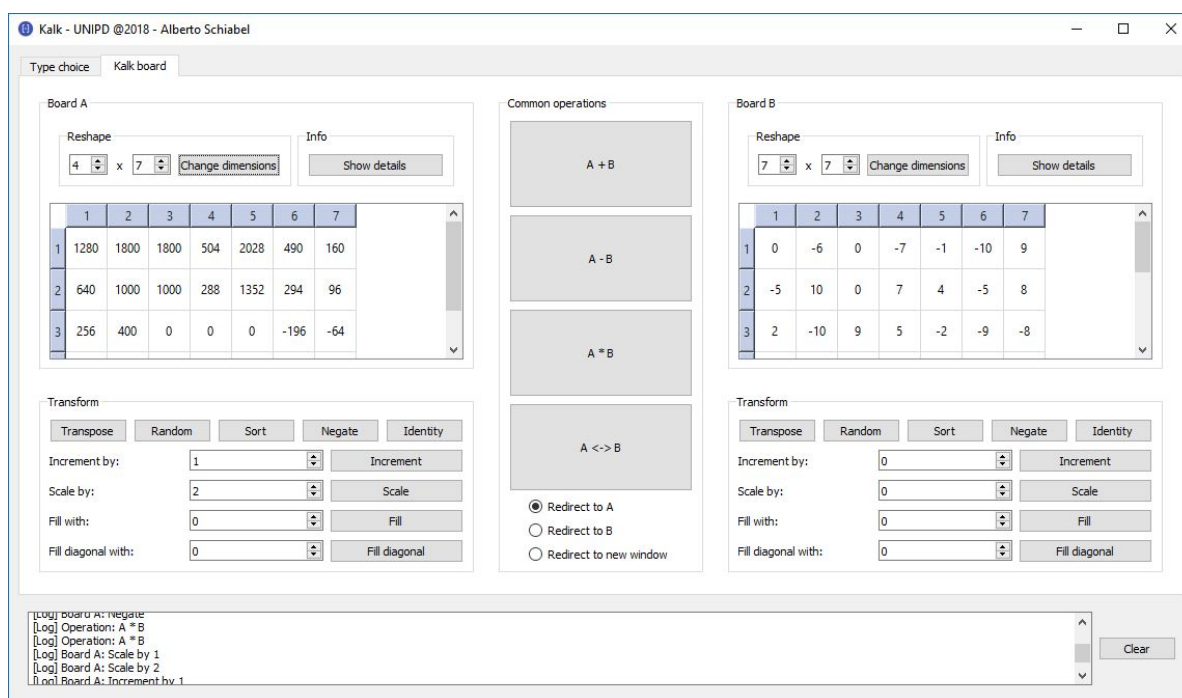 Kalk - UNIPD @2018 - Alberto Schiabel
Type choice Kalk board
Board A
Reshape Info
4 x 7 Change dimensions Show details
1 2 3 4 5 6 7
1 1280 1800 1800 504 2028 490 160
2 640 1000 1000 288 1352 294 96
3 256 400 0 0 0 -196 -64
Transform
Transpose Random Sort Negate Identity
Increment by: 1 Increment
Scale by: 2 Scale
Fill with: 0 Fill
Fill diagonal with: 0 Fill diagonal
Common operations
A + B
A - B
A * B
A <-> B
Redirect to A
Redirect to B
Redirect to new window
Board B
Reshape Info
7 x 7 Change dimensions Show details
1 2 3 4 5 6 7
1 0 -6 0 -7 -1 -10 9
2 -5 10 0 7 4 -5 8
3 2 -10 9 5 -2 -9 -8
Transform
Transpose Random Sort Negate Identity
Increment by: 0 Increment
Scale by: 0 Scale
Fill with: 0 Fill
Fill diagonal with: 0 Fill diagonal
[Log] Board A: Negate
[Log] Operation: A * B
[Log] Operation: A * B
[Log] Board A: Scale by 1
[Log] Board A: Scale by 2
[Log] Board A: Increment by 1
Clear